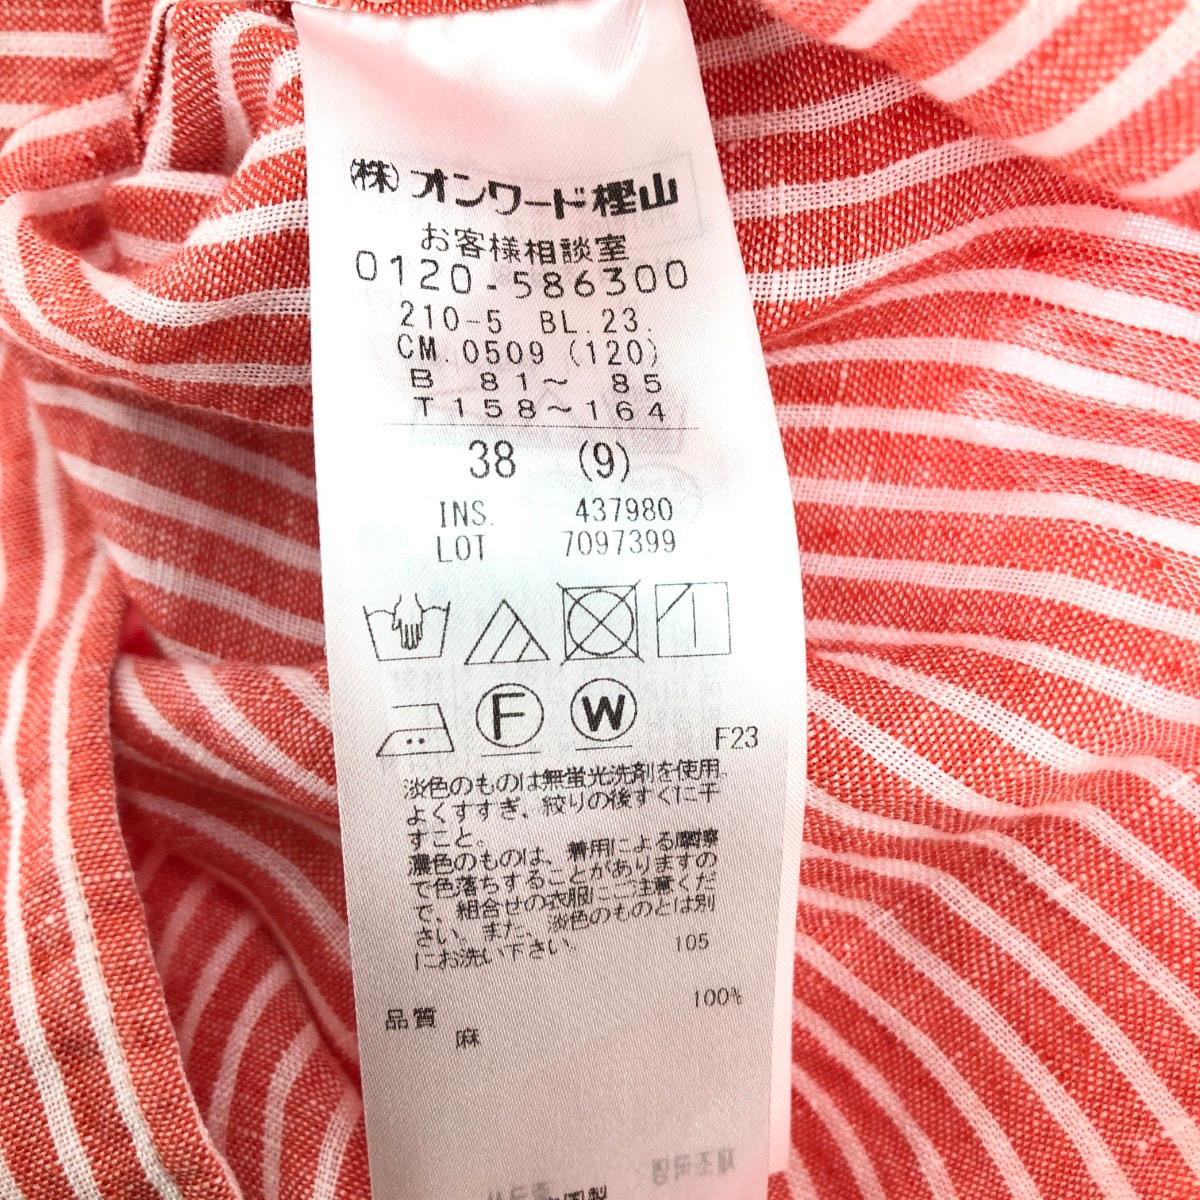 (株)オンワード樫山
お客様相談室
0120-586300
210-5 BL.23.
CM.0509(120)
B 81～ 85
T158～164
38 (9)
INS. 437980
LOT 7097399
F W
F23
淡色のものは無蛍光洗剤を使用、
よくすすぎ、絞りの後すぐに干
すこと。
濃色のものは、着用による摩擦
で色落ちすることがありますの
で、組合せの衣服にご注意くだ
さい。また、淡色のものとは別
にお洗い下さい。 105
品質 100%
麻